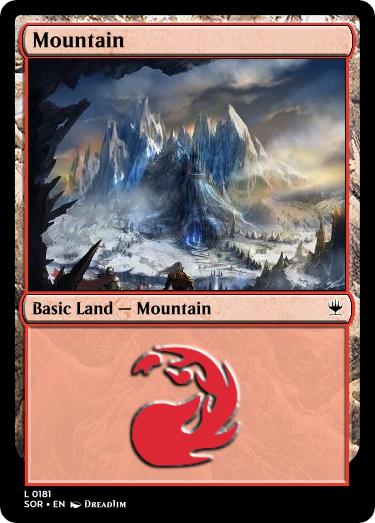 Mountain
Basic Land — Mountain
L 0181
SOR • EN DreadJim